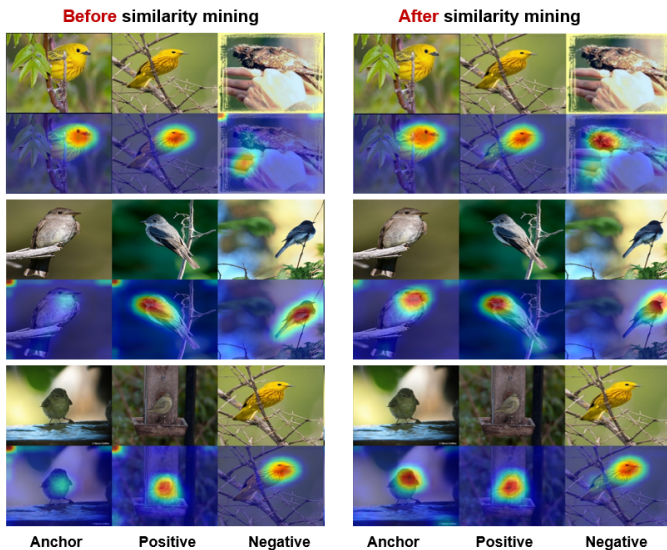 Before similarity mining
After similarity mining
Anchor Positive Negative
Anchor Positive Negative